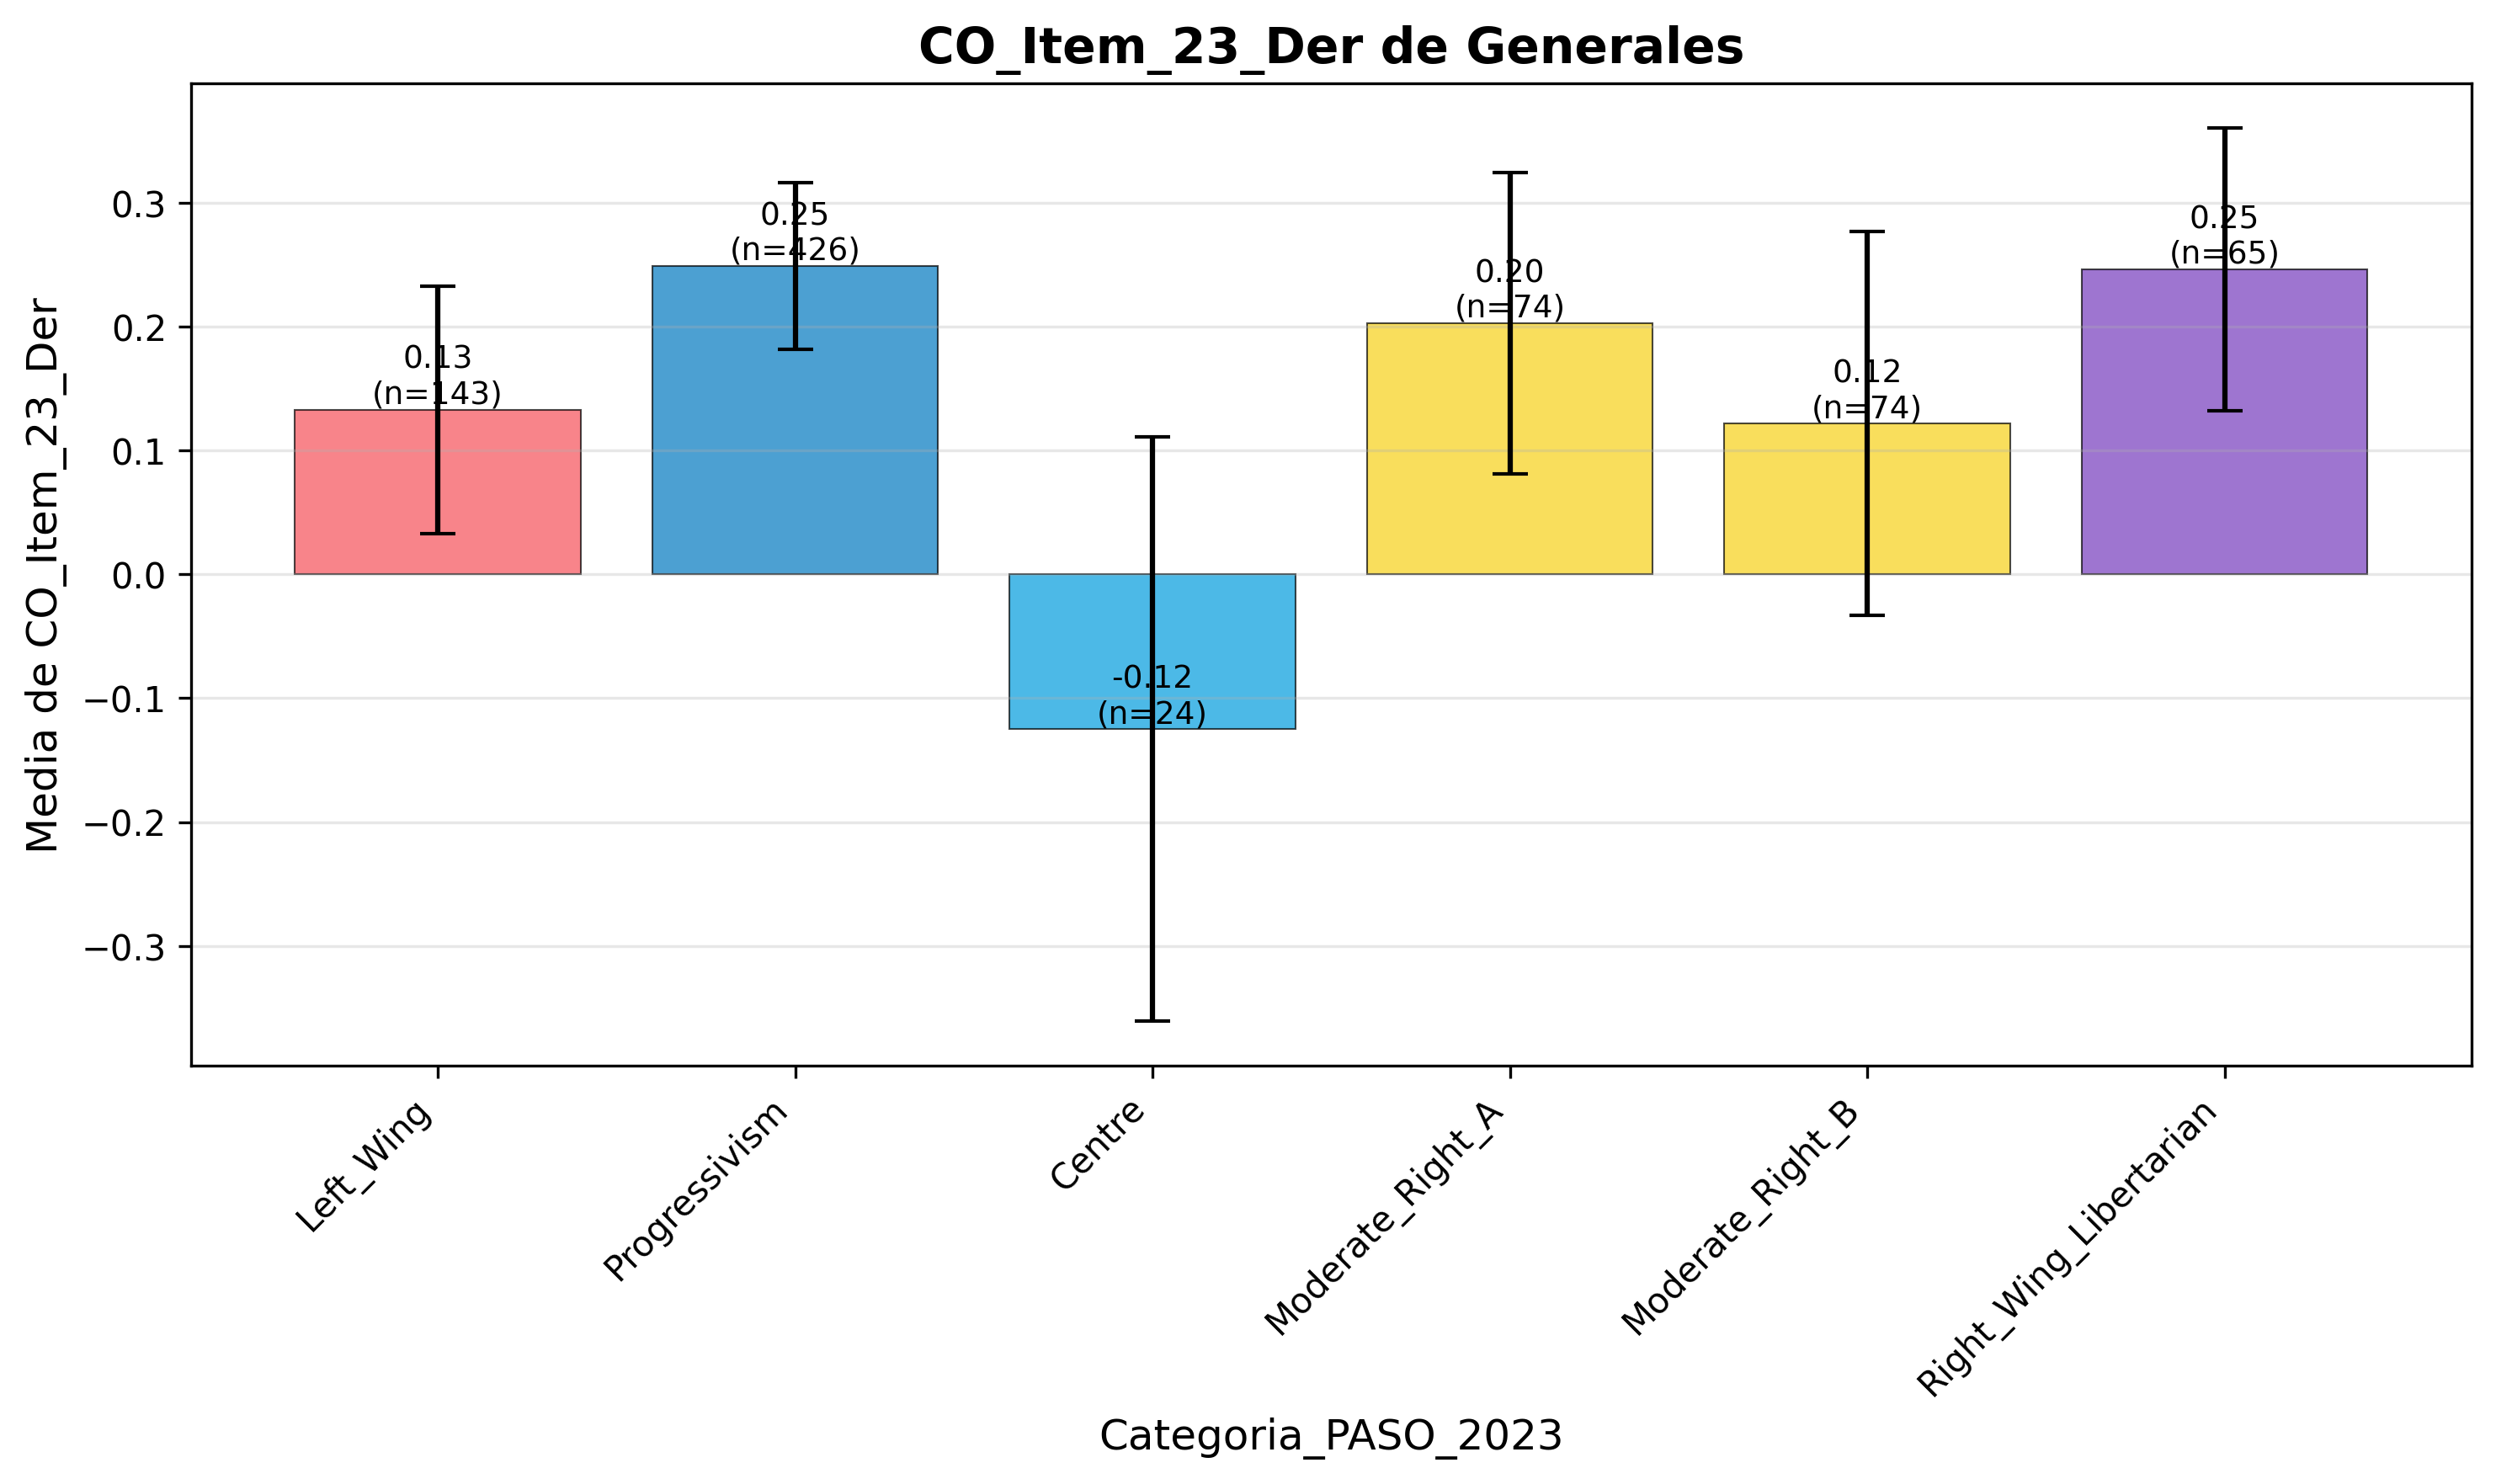 CO_Item_23_Der de Generales
Media de CO_Item_23_Der
0.3
0.2
0.1
0.0
−0.1
−0.2
−0.3
0.13
(n=143)
0.25
(n=426)
-0.12
(n=24)
0.20
(n=74)
0.12
(n=74)
0.25
(n=65)
Left_Wing
Progressivism
Centre
Moderate_Right_A
Moderate_Right_B
Right_Wing_Libertarian
Categoria_PASO_2023